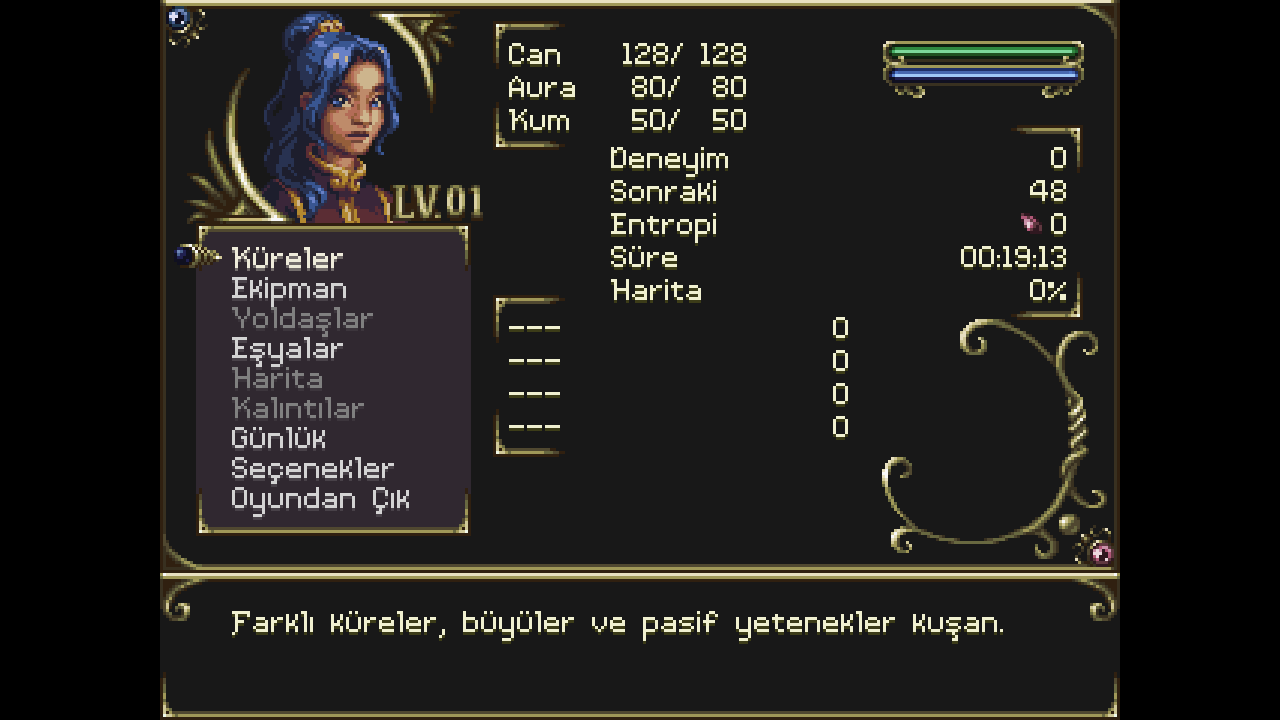 LV.01
Can 128/ 128
Aura 80/ 80
Kum 50/ 50
Deneyim 0
Sonraki 48
Entropi 0
Süre 00:19:13
Harita 0%
Küreler
Ekipman
Yoldaşlar
Eşyalar
Harita
Kalıntılar
Günlük
Seçenekler
Oyundan Çık
--- 0
--- 0
--- 0
--- 0
Farklı küreler, büyüler ve pasif yetenekler kuşan.